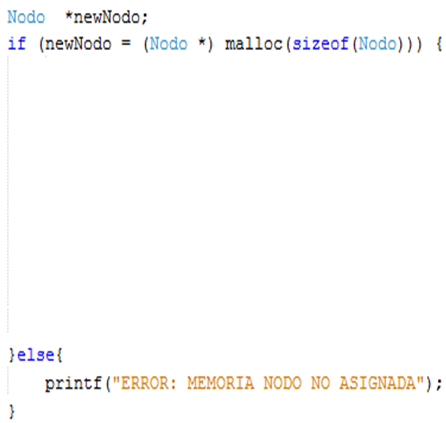 Nodo  *newNodo;
if (newNodo = (Nodo *) malloc(sizeof(Nodo))) {
}else{
    printf("ERROR: MEMORIA NODO NO ASIGNADA");
}